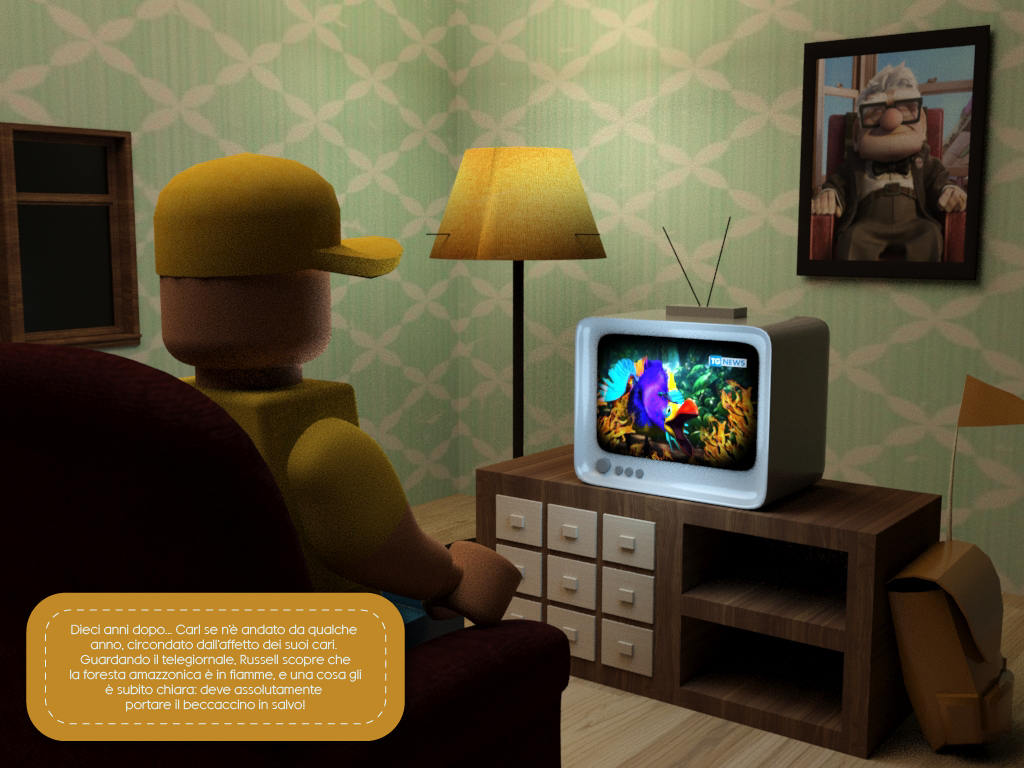 TG NEWS
Dieci anni dopo... Carl se n'è andato da qualche
anno, circondato dall'affetto dei suoi cari.
Guardando il telegiornale, Russell scopre che
la foresta amazzonica è in fiamme, e una cosa gli
è subito chiara: deve assolutamente
portare il beccaccino in salvo!